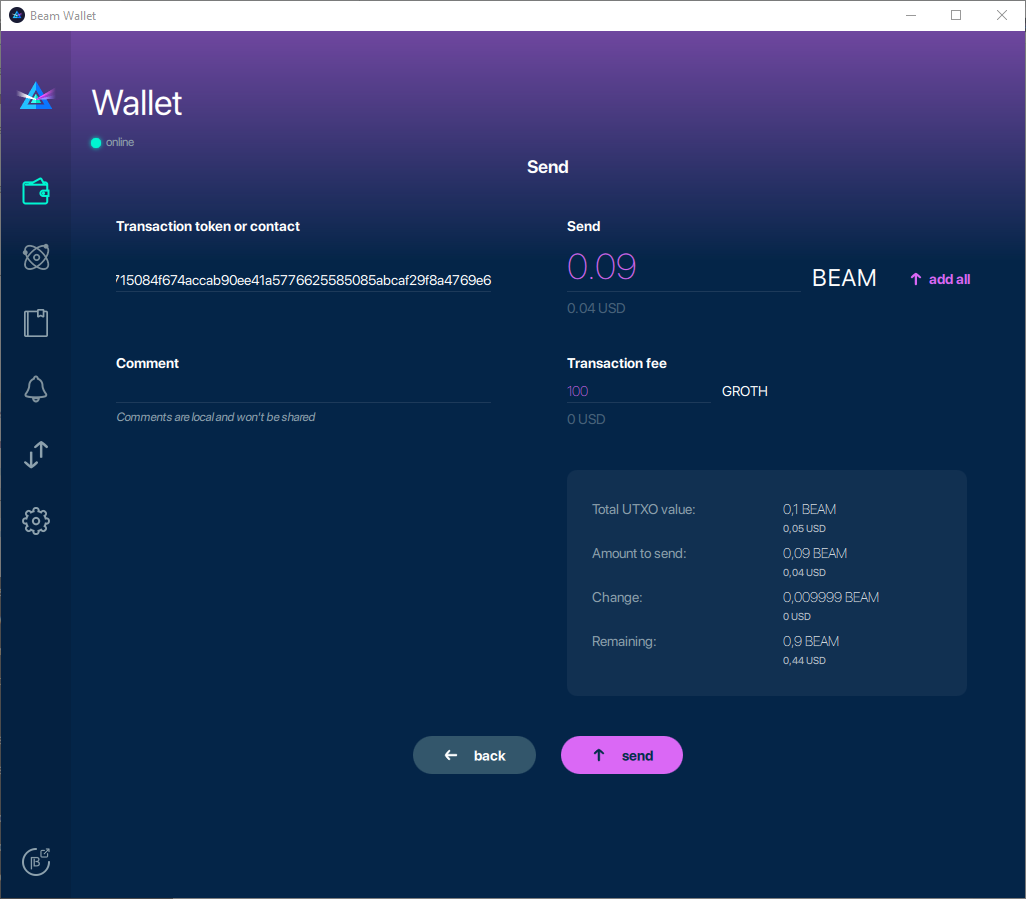 Beam Wallet
Wallet
online
Send
Transaction token or contact
715084f674accab90ee41a5776625585085abcaf29f8a4769e6
Comment
Comments are local and won't be shared
Send
0.09
BEAM
add all
0.04 USD
Transaction fee
100
GROTH
0 USD
Total UTXO value:
0,1 BEAM
0,05 USD
Amount to send:
0,09 BEAM
0,04 USD
Change:
0,009999 BEAM
0 USD
Remaining:
0,9 BEAM
0,44 USD
back
send